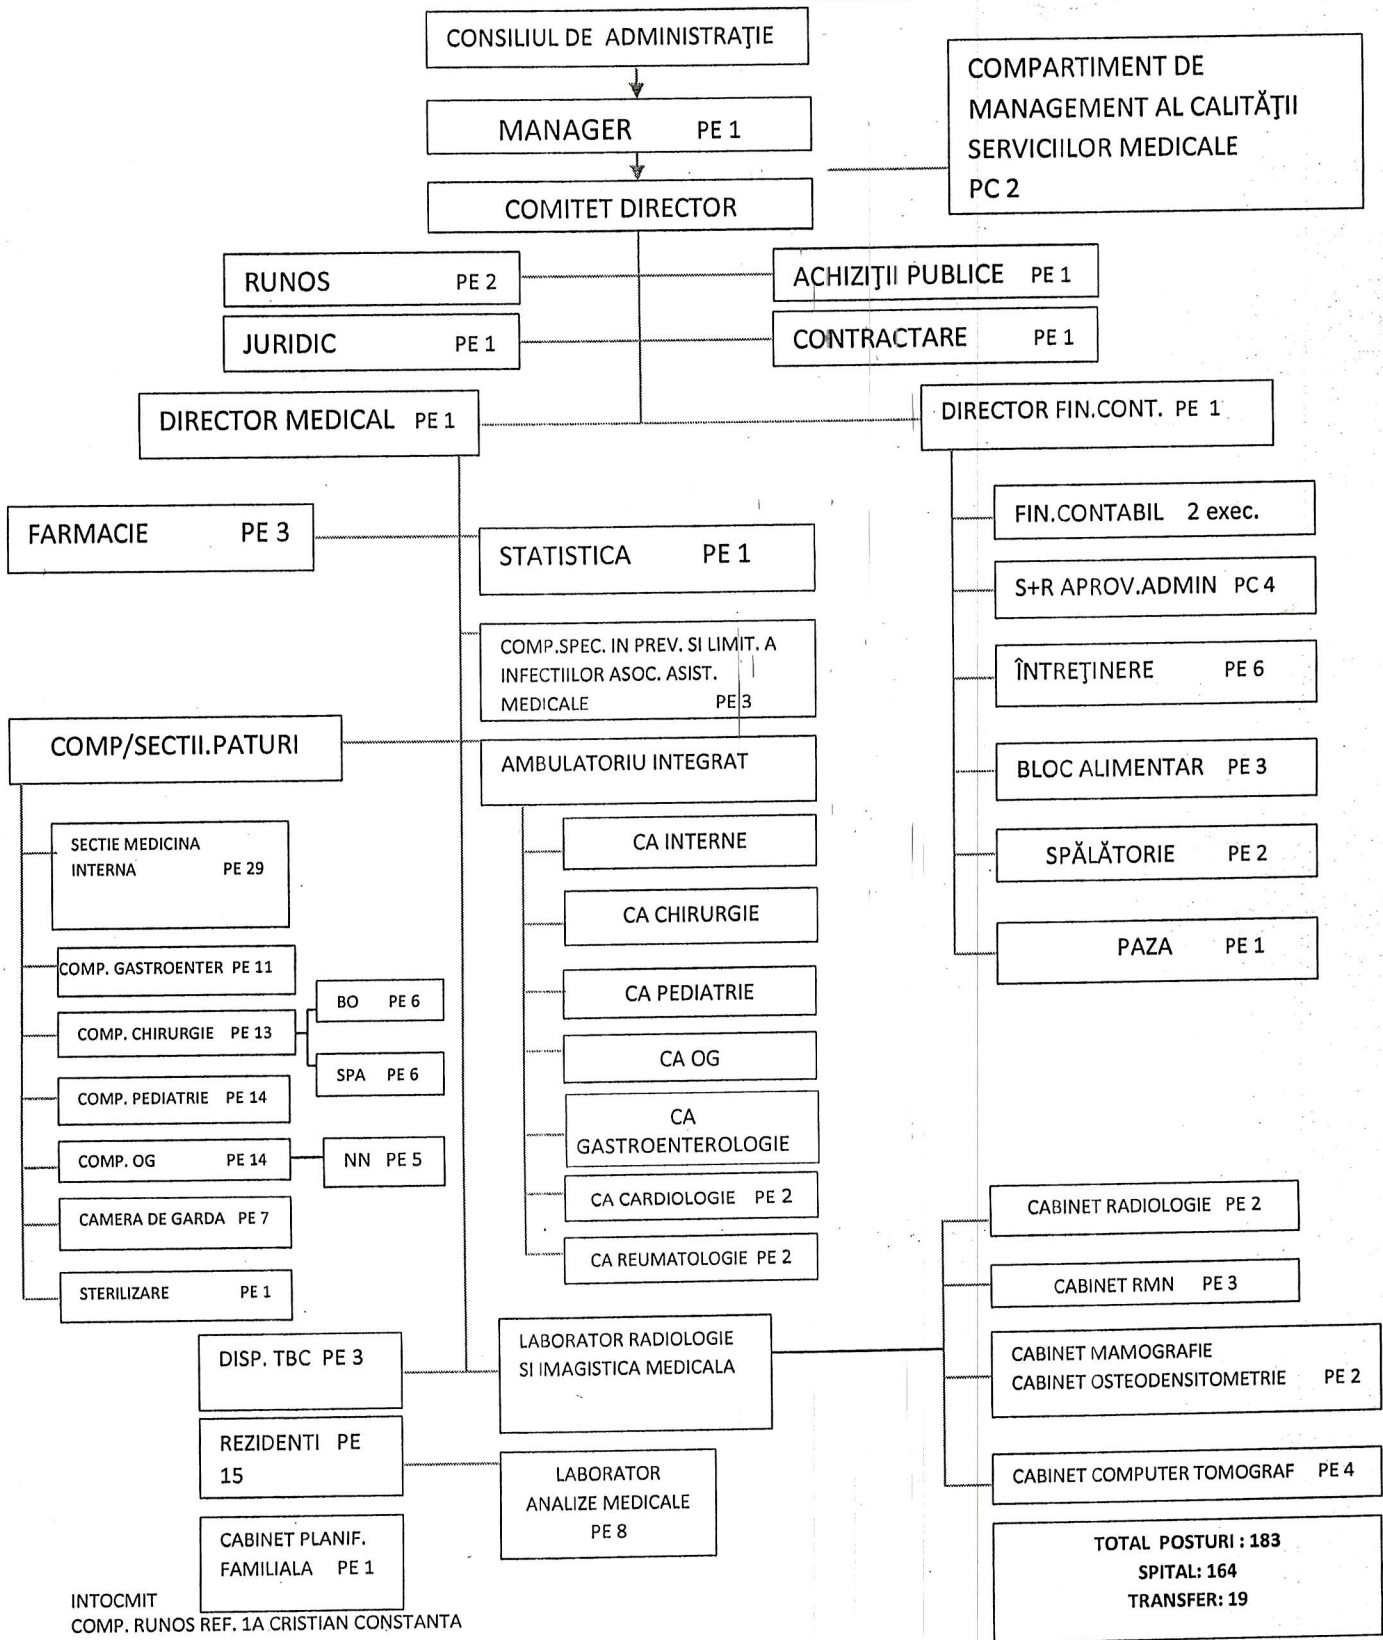 CONSILIUL DE ADMINISTRAŢIE
MANAGER PE 1
COMITET DIRECTOR
COMPARTIMENT DE
MANAGEMENT AL CALITĂŢII
SERVICIILOR MEDICALE
PC 2
RUNOS PE 2
ACHIZIŢII PUBLICE PE 1
JURIDIC PE 1
CONTRACTARE PE 1
DIRECTOR MEDICAL PE 1
DIRECTOR FIN.CONT. PE 1
FARMACIE PE 3
STATISTICA PE 1
COMP.SPEC. IN PREV. SI LIMIT. A
INFECTIILOR ASOC. ASIST.
MEDICALE PE 3
COMP/SECTII.PATURI
AMBULATORIU INTEGRAT
SECTIE MEDICINA
INTERNA PE 29
COMP. GASTROENTER PE 11
COMP. CHIRURGIE PE 13
BO PE 6
SPA PE 6
COMP. PEDIATRIE PE 14
COMP. OG PE 14
NN PE 5
CAMERA DE GARDA PE 7
STERILIZARE PE 1
CA INTERNE
CA CHIRURGIE
CA PEDIATRIE
CA OG
CA
GASTROENTEROLOGIE
CA CARDIOLOGIE PE 2
CA REUMATOLOGIE PE 2
FIN.CONTABIL 2 exec.
S+R APROV.ADMIN PC 4
ÎNTREŢINERE PE 6
BLOC ALIMENTAR PE 3
SPĂLĂTORIE PE 2
PAZA PE 1
DISP. TBC PE 3
LABORATOR RADIOLOGIE
SI IMAGISTICA MEDICALA
REZIDENTI PE
15
LABORATOR
ANALIZE MEDICALE
PE 8
CABINET PLANIF.
FAMILIALA PE 1
CABINET RADIOLOGIE PE 2
CABINET RMN PE 3
CABINET MAMOGRAFIE
CABINET OSTEODENSITOMETRIE PE 2
CABINET COMPUTER TOMOGRAF PE 4
TOTAL POSTURI : 183
SPITAL: 164
TRANSFER: 19
INTOCMIT
COMP. RUNOS REF. 1A CRISTIAN CONSTANTA